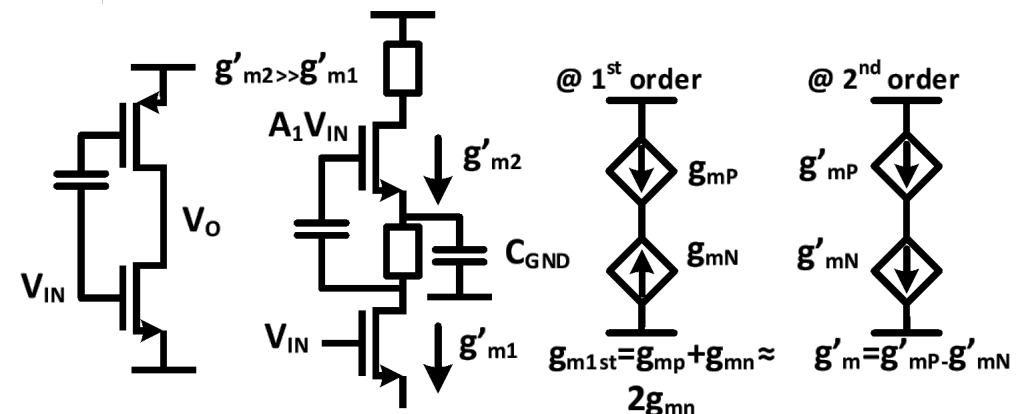 g'm2>>g'm1
VO
VIN
A1VIN
g'm2
CGND
VIN
g'm1
@ 1st order
gmP
gmN
gm1st=gmp+gmn≈
2gmn
@ 2nd order
g'mP
g'mN
g'm=g'mP-g'mN